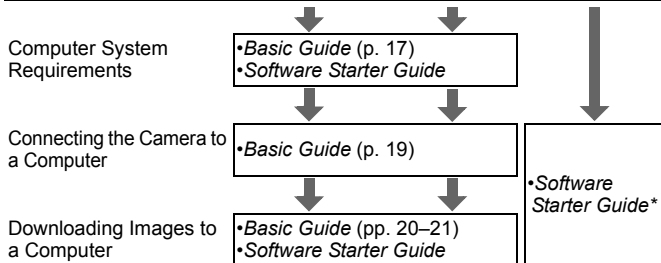 Computer System
Requirements
•Basic Guide (p. 17)
•Software Starter Guide
Connecting the Camera to
a Computer
•Basic Guide (p. 19)
Downloading Images to
a Computer
•Basic Guide (pp. 20–21)
•Software Starter Guide
•Software
Starter Guide*